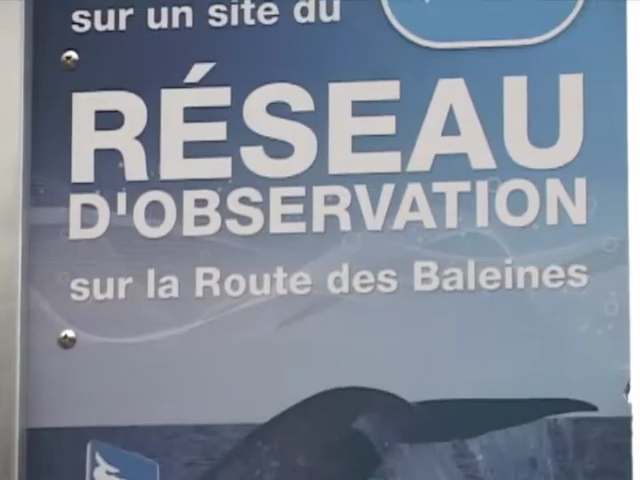 sur un site du
RÉSEAU
D'OBSERVATION
sur la Route des Baleines